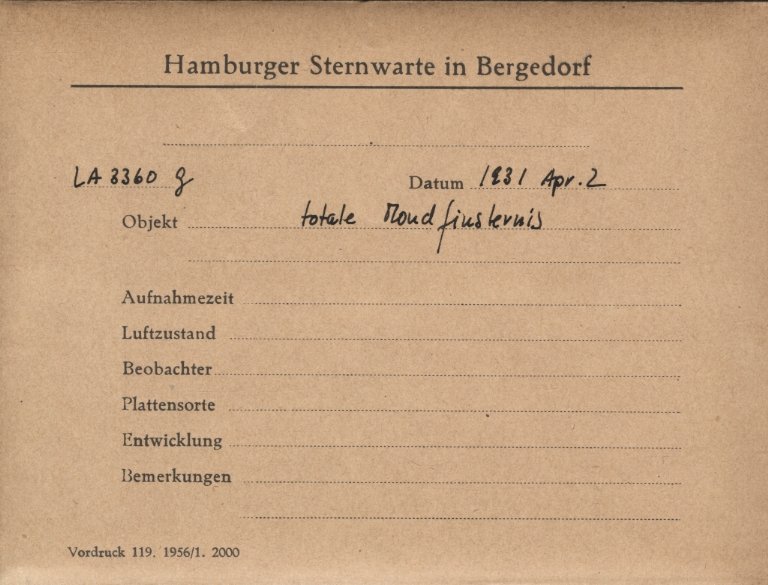 Hamburger Sternwarte in Bergedorf
LA 3360 g Datum 1931 Apr. 2
Objekt totale Mondfinsternis
Aufnahmezeit
Luftzustand
Beobachter
Plattensorte
Entwicklung
Bemerkungen
Vordruck 119. 1956/1. 2000